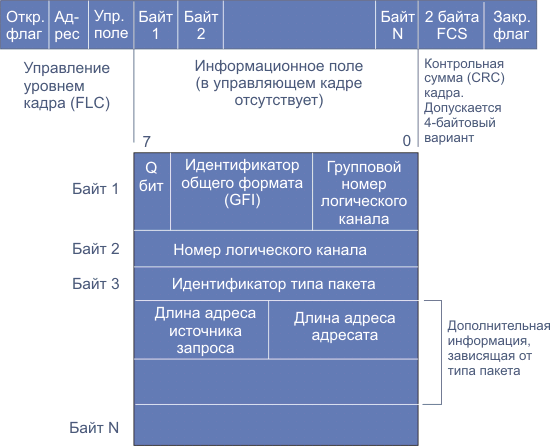 Откр. флаг
Ад- рес
Упр. поле
Байт 1
Байт 2
Байт N
2 байта FCS
Закр. флаг
Управление
уровнем
кадра (FLC)
Информационное поле
(в управляющем кадре
отсутствует)
Контрольная
сумма (CRC)
кадра.
Допускается
4-байтовый
вариант
7
0
Байт 1
Q
бит
Идентификатор
общего формата
(GFI)
Групповой
номер
логического
канала
Байт 2
Номер логического канала
Байт 3
Идентификатор типа пакета
Длина адреса
источника
запроса
Длина адреса
адресата
Дополнительная
информация,
зависящая от
типа пакета
Байт N